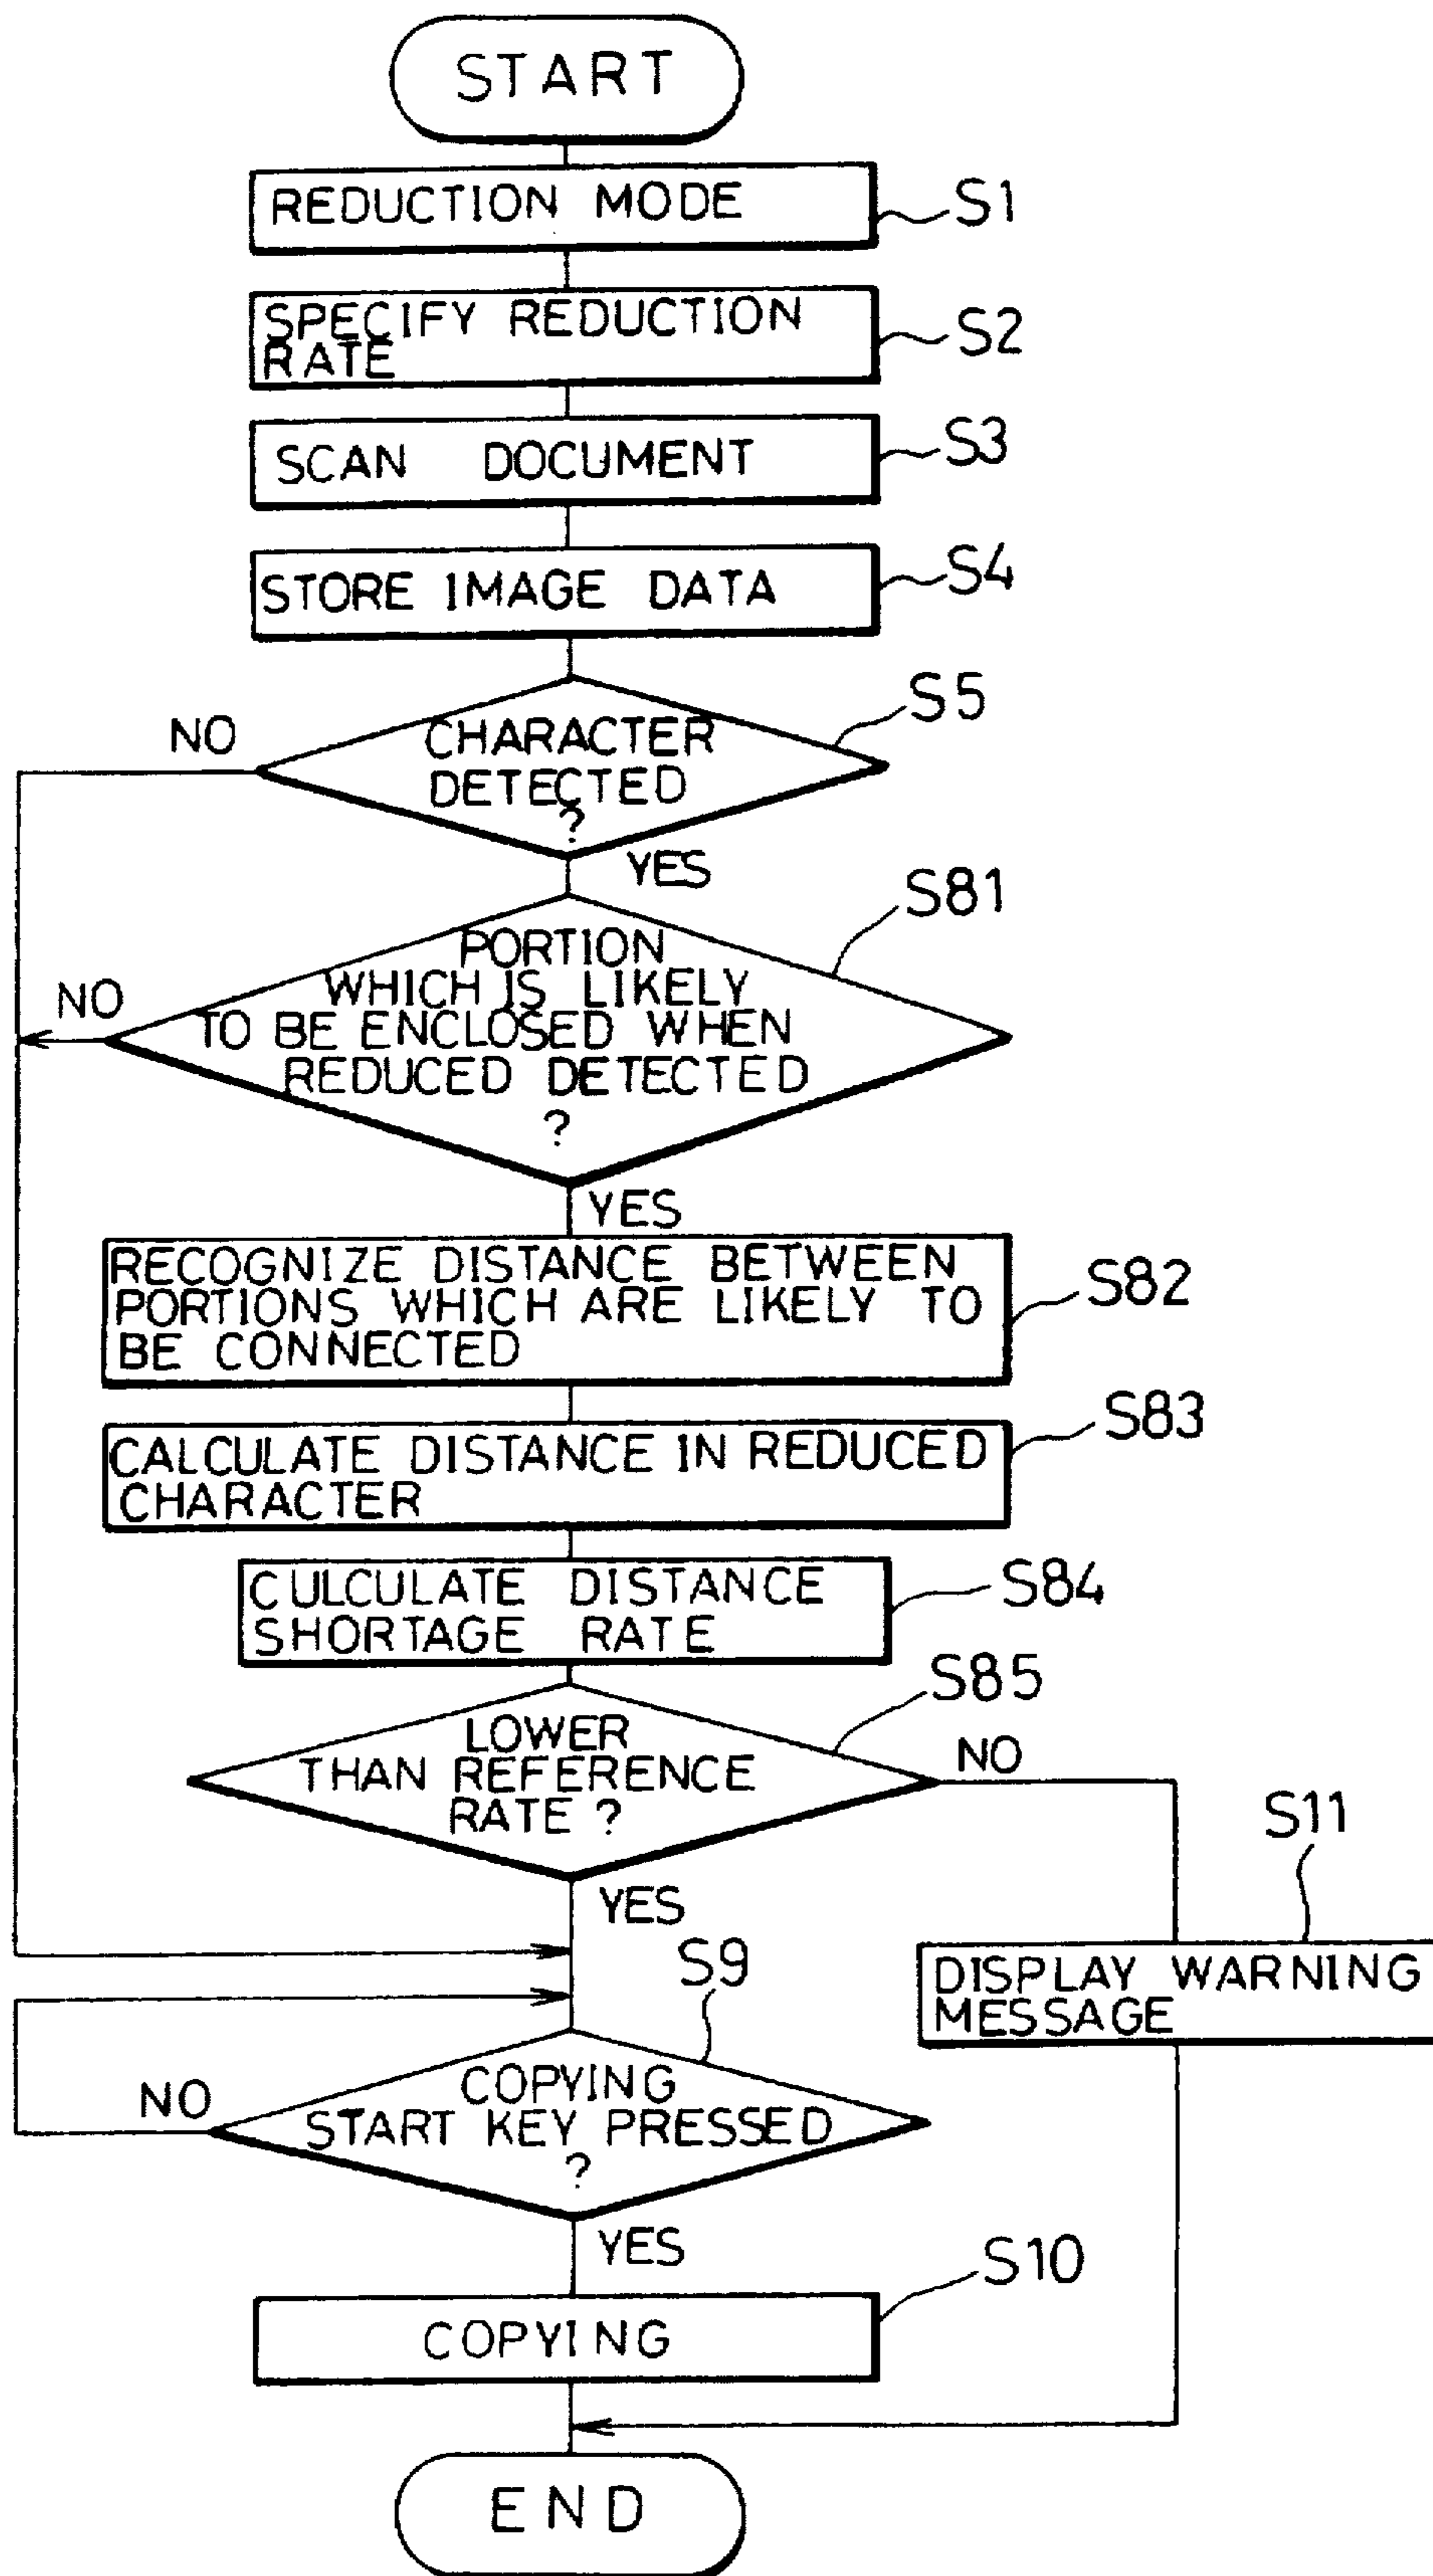 START
REDUCTION MODE
S1
SPECIFY REDUCTION
RATE
S2
SCAN DOCUMENT
S3
STORE IMAGE DATA
S4
S5
NO
CHARACTER
DETECTED
?
YES
S81
NO
PORTION
WHICH IS LIKELY
TO BE ENCLOSED WHEN
REDUCED DETECTED
?
YES
RECOGNIZE DISTANCE BETWEEN
PORTIONS WHICH ARE LIKELY TO
BE CONNECTED
S82
CALCULATE DISTANCE IN REDUCED
CHARACTER
S83
CULCULATE DISTANCE
SHORTAGE RATE
S84
S85
LOWER
THAN REFERENCE
RATE ?
NO
YES
S11
DISPLAY WARNING
MESSAGE
S9
NO
COPYING
START KEY PRESSED
?
YES
S10
COPYING
END